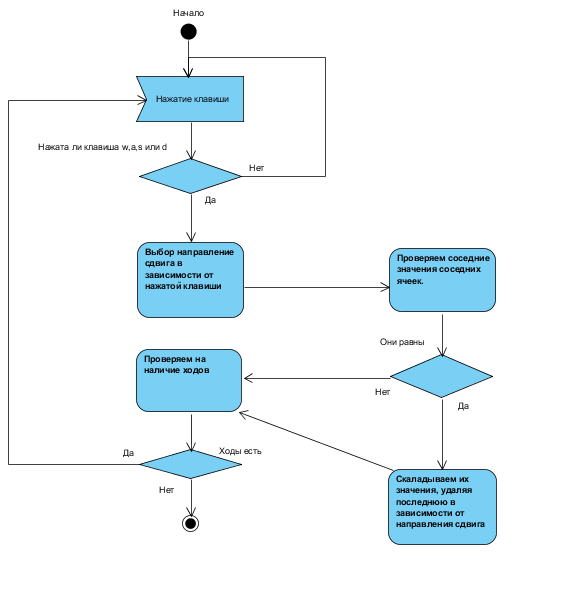 Начало
Нажатие клавиши
Нажата ли клавиша w,a,s или d
Нет
Да
Выбор направление
сдвига в
зависимости от
нажатой клавиши
Проверяем соседние
значения соседних
ячеек.
Они равны
Нет
Да
Проверяем на
наличие ходов
Да
Ходы есть
Нет
Скаладываем их
значения, удаляя
последнюю в
зависимости от
направления сдвига